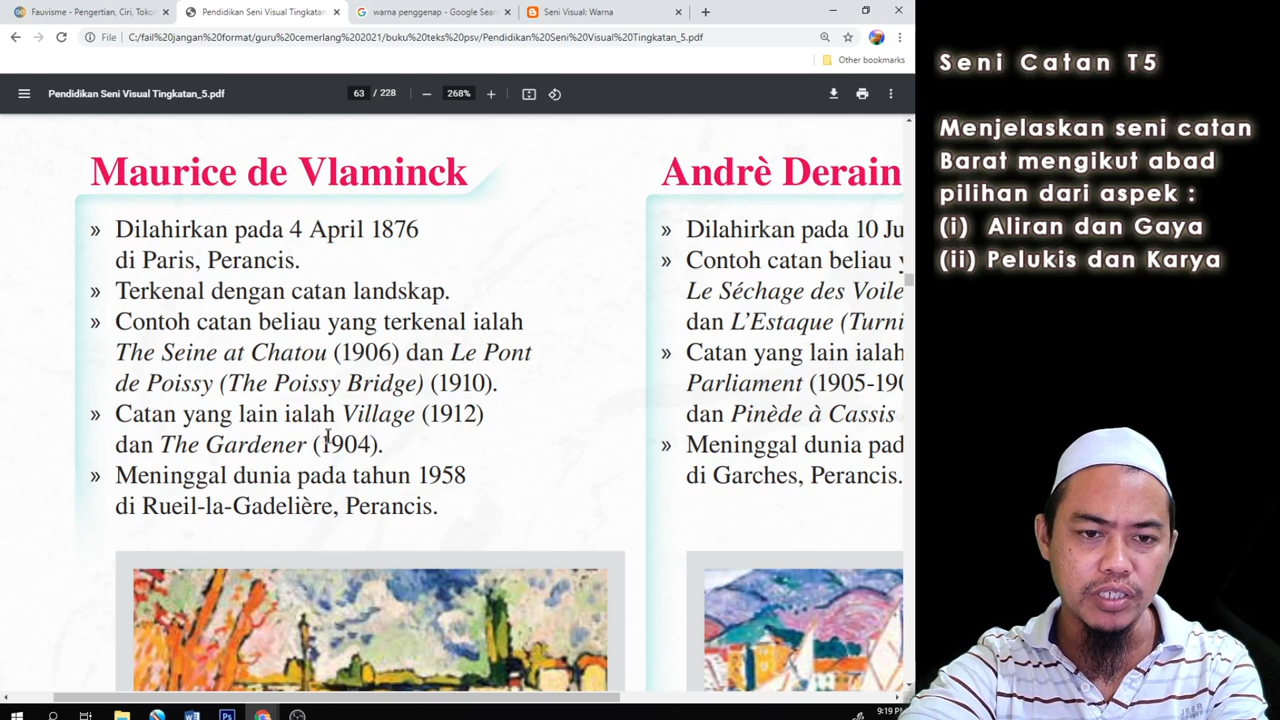 Fauvisme - Pengertian, Ciri, Toko
Pendidikan Seni Visual Tingkatan_
warna penggenap - Google Sear
Seni Visual: Warna
File
C:/fail%20jangan%20format/guru%20cemerlang%202021/buku%20teks%20psv/Pendidikan%20Seni%20Visual%20Tingkatan_5.pdf
Other bookmarks
Pendidikan Seni Visual Tingkatan_5.pdf
63 / 228
268%
Maurice de Vlaminck
» Dilahirkan pada 4 April 1876
di Paris, Perancis.
» Terkenal dengan catan landskap.
» Contoh catan beliau yang terkenal ialah
The Seine at Chatou (1906) dan Le Pont
de Poissy (The Poissy Bridge) (1910).
» Catan yang lain ialah Village (1912)
dan The Gardener (1904).
» Meninggal dunia pada tahun 1958
di Rueil-la-Gadelière, Perancis.
Andrè Derain
» Dilahirkan pada 10 Ju
» Contoh catan beliau y
Le Séchage des Voile
dan L'Estaque (Turni
» Catan yang lain ialah
Parliament (1905-190
dan Pinède à Cassis
» Meninggal dunia pad
di Garches, Perancis.
Seni Catan T5
Menjelaskan seni catan
Barat mengikut abad
pilihan dari aspek :
(i) Aliran dan Gaya
(ii) Pelukis dan Karya
9:19 PM